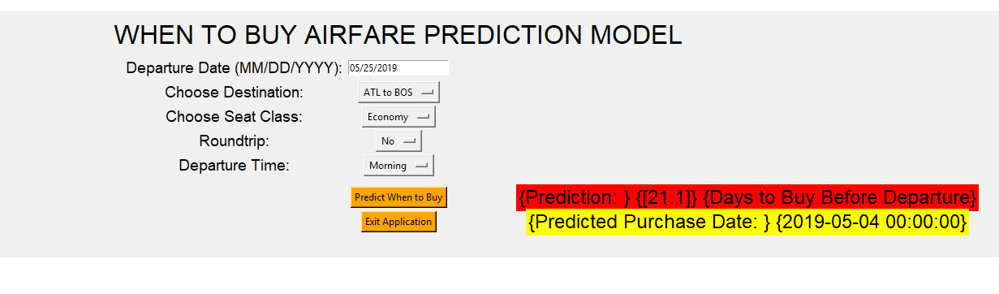 WHEN TO BUY AIRFARE PREDICTION MODEL
Departure Date (MM/DD/YYYY): 05/25/2019
Choose Destination: ATL to BOS
Choose Seat Class: Economy
Roundtrip: No
Departure Time: Morning
Predict When to Buy {Prediction: } {[21.1]} {Days to Buy Before Departure}
Exit Application {Predicted Purchase Date: } {2019-05-04 00:00:00}